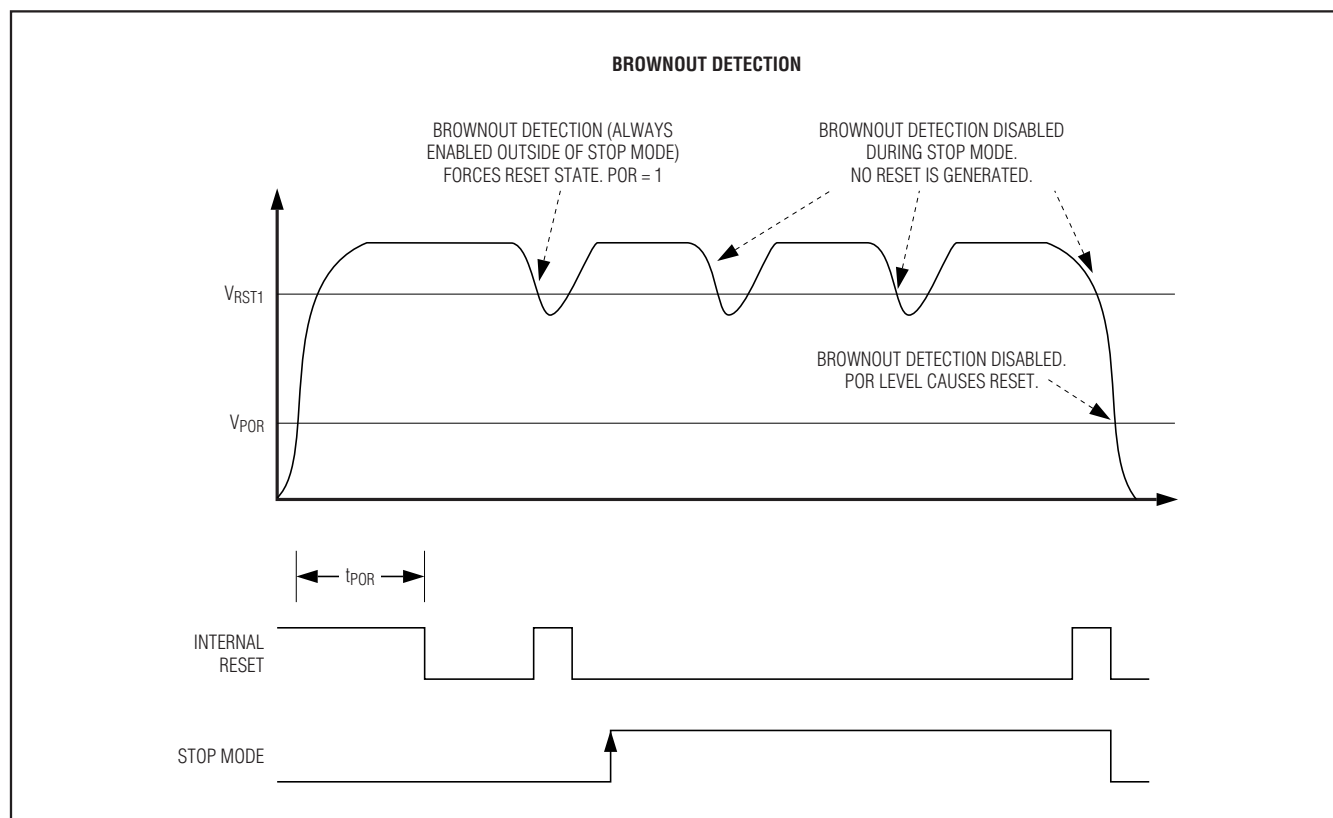 BROWNOUT DETECTION
BROWNOUT DETECTION (ALWAYS
ENABLED OUTSIDE OF STOP MODE)
FORCES RESET STATE. POR = 1
BROWNOUT DETECTION DISABLED
DURING STOP MODE.
NO RESET IS GENERATED.
VRST1
BROWNOUT DETECTION DISABLED.
POR LEVEL CAUSES RESET.
VPOR
tPOR
INTERNAL
RESET
STOP MODE